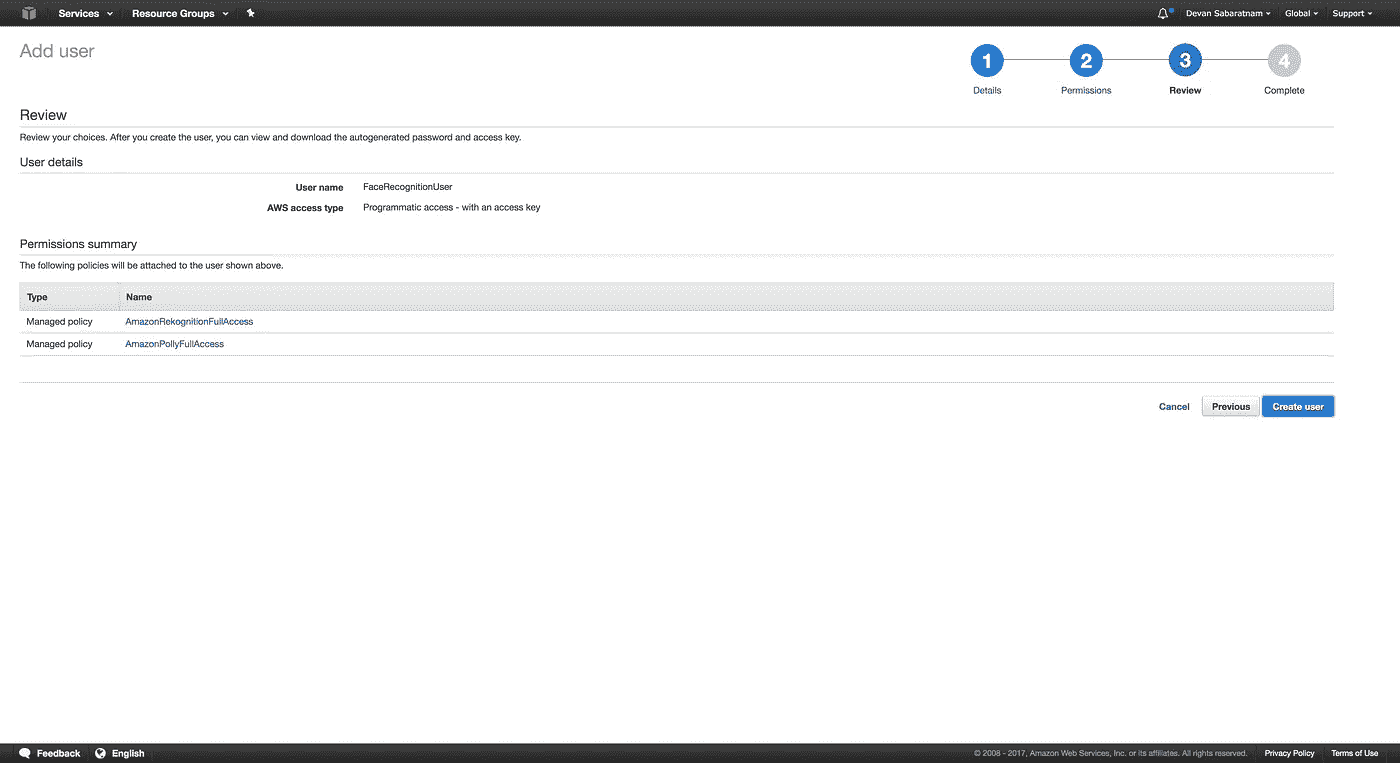 Services Resource Groups Devan Sabaratnam Global Support
Add user
1 2 3 4
Details Permissions Review Complete
Review
Review your choices. After you create the user, you can view and download the autogenerated password and access key.
User details
User name FaceRecognitionUser
AWS access type Programmatic access - with an access key
Permissions summary
The following policies will be attached to the user shown above.
Type Name
Managed policy AmazonRekognitionFullAccess
Managed policy AmazonPollyFullAccess
Cancel Previous Create user
Feedback English © 2008 - 2017, Amazon Web Services, Inc. or its affiliates. All rights reserved. Privacy Policy Terms of Use